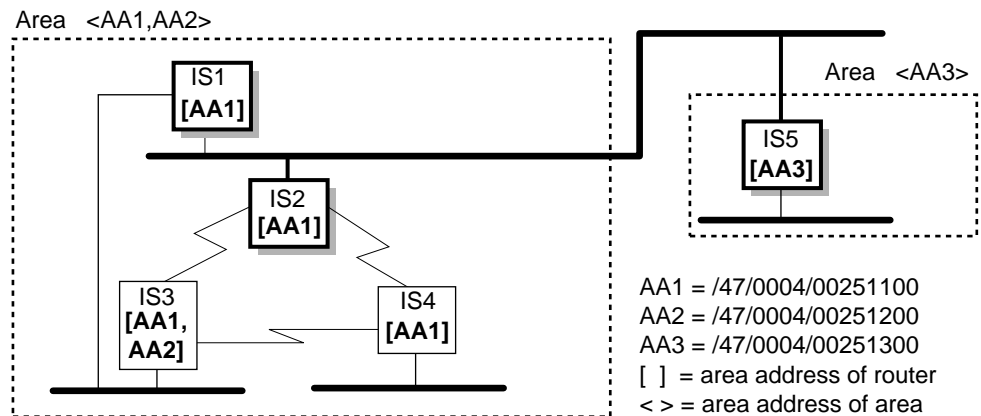 Area <AA1,AA2>
IS1
[AA1]
Area <AA3>
IS5
[AA3]
IS2
[AA1]
IS3
[AA1,
AA2]
IS4
[AA1]
AA1 = /47/0004/00251100
AA2 = /47/0004/00251200
AA3 = /47/0004/00251300
[ ] = area address of router
< > = area address of area